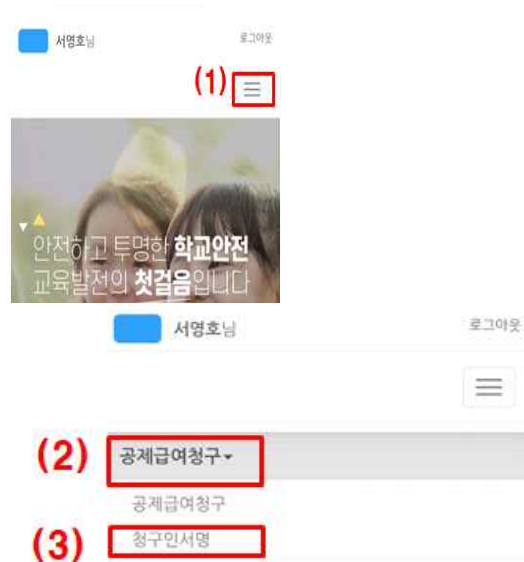 서영호님 로그아웃
(1)
안전하고 투명한 학교안전
교육발전의 첫걸음입니다
서영호님 로그아웃
(2) 공제급여청구
공제급여청구
(3) 청구인서명